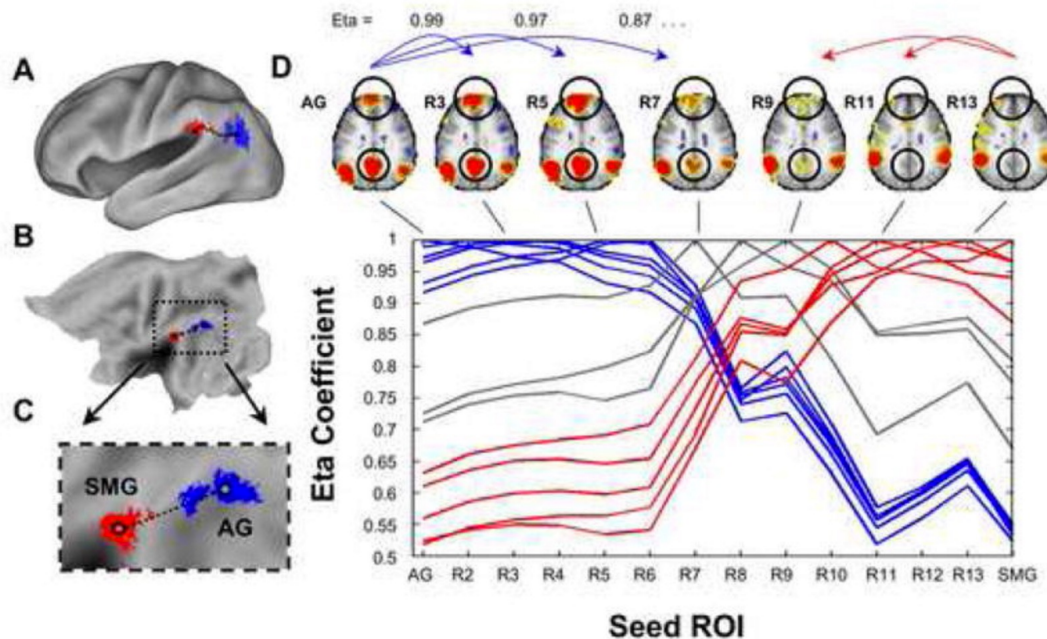 Eta = 0.99 0.97 0.87 ...
A
D
AG R3 R5 R7 R9 R11 R13
B
C
SMG
AG
Eta Coefficient
1
0.95
0.9
0.85
0.8
0.75
0.7
0.65
0.6
0.55
0.5
AG R2 R3 R4 R5 R6 R7 R8 R9 R10 R11 R12 R13 SMG
Seed ROI